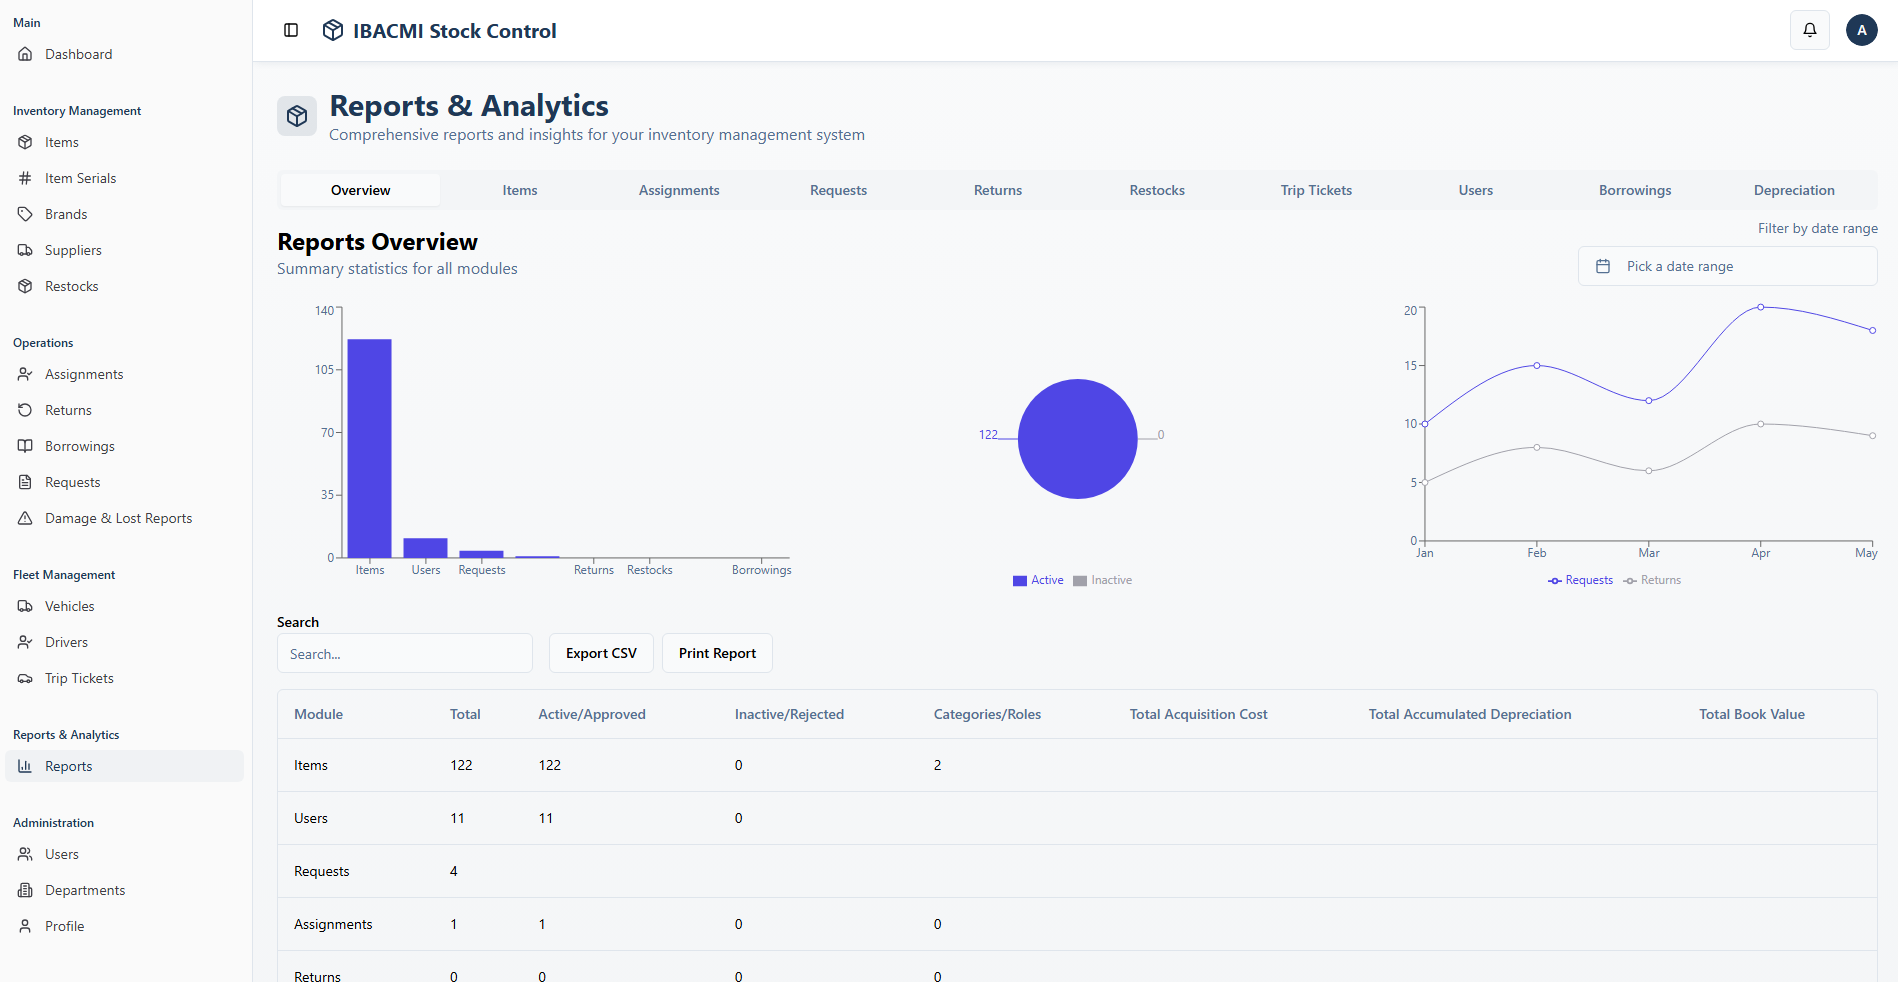 Main
Dashboard
Inventory Management
Items
Item Serials
Brands
Suppliers
Restocks
Operations
Assignments
Returns
Borrowings
Requests
Damage & Lost Reports
Fleet Management
Vehicles
Drivers
Trip Tickets
Reports & Analytics
Reports
Administration
Users
Departments
Profile
IBACMI Stock Control
A
Reports & Analytics
Comprehensive reports and insights for your inventory management system
Overview Items Assignments Requests Returns Restocks Trip Tickets Users Borrowings Depreciation
Reports Overview
Summary statistics for all modules
Filter by date range
Pick a date range
140
105
70
35
0
Items Users Requests Returns Restocks Borrowings
122 0
Active Inactive
20
15
10
5
0
Jan Feb Mar Apr May
Requests Returns
Search
Search...
Export CSV
Print Report
Module Total Active/Approved Inactive/Rejected Categories/Roles Total Acquisition Cost Total Accumulated Depreciation Total Book Value
Items 122 122 0 2
Users 11 11 0
Requests 4
Assignments 1 1 0 0
Returns 0 0 0 0